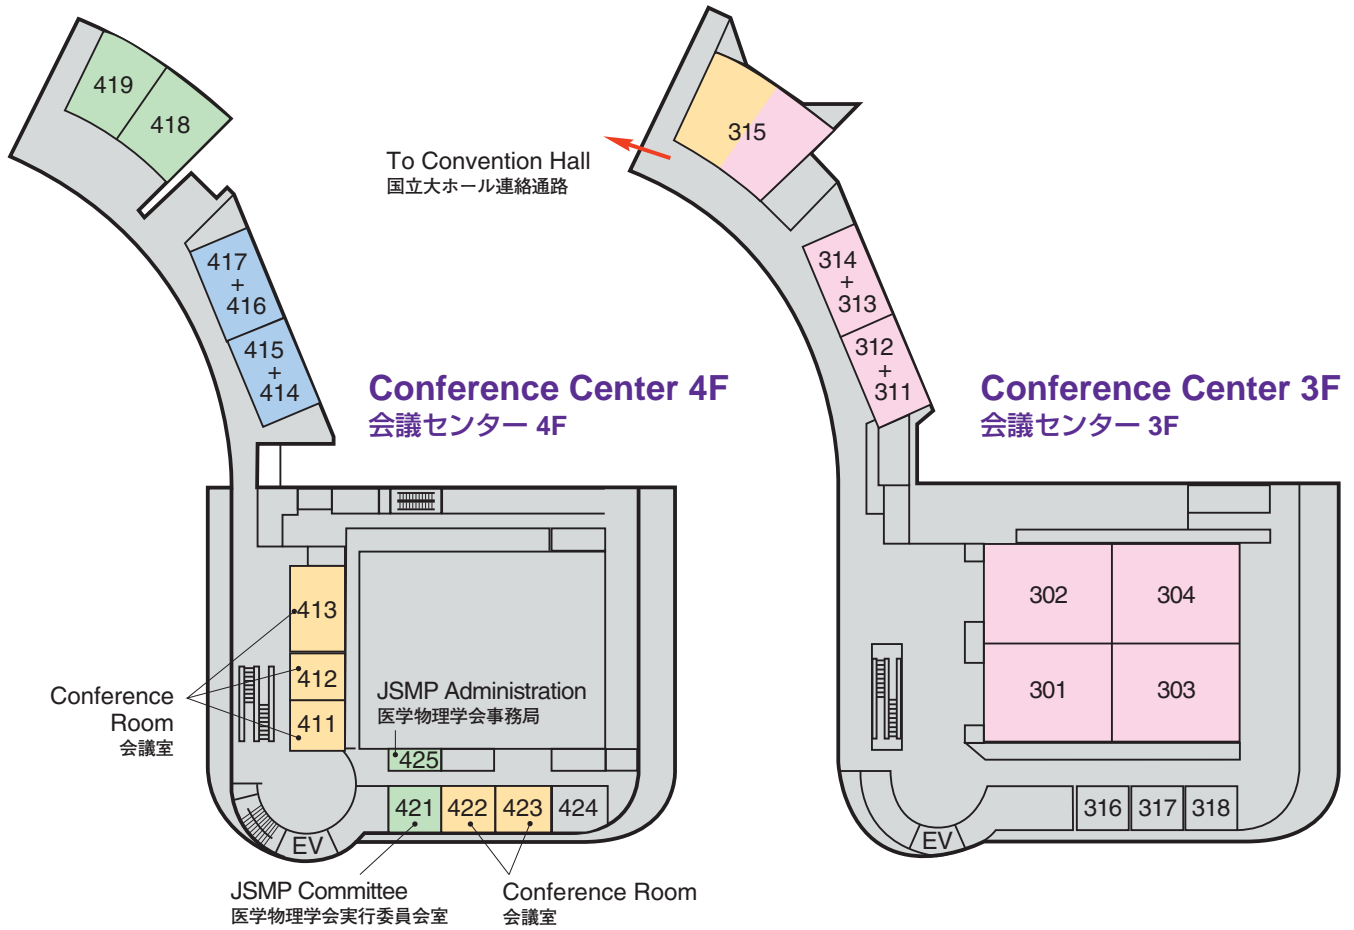 419
418
417
+
416
415
+
414
Conference Center 4F
会議センター 4F
413
412
411
Conference
Room
会議室
JSMP Administration
医学物理学会事務局
425
421
422
423
424
EV
JSMP Committee
医学物理学会実行委員会室
Conference Room
会議室
315
To Convention Hall
国立大ホール連絡通路
314
+
313
312
+
311
Conference Center 3F
会議センター 3F
302
304
301
303
316
317
318
EV